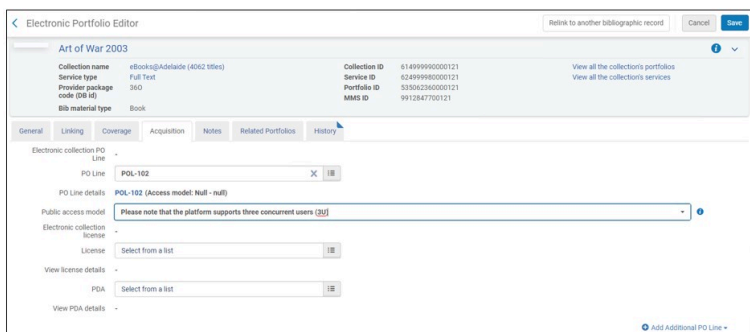 Electronic Portfolio Editor
Relink to another bibliographic record
Cancel
Save
Art of War 2003
Collection name eBooks@Adelaide (4062 titles) Collection ID 614999990000121 View all the collection's portfolios
Service type Full Text Service ID 624999980000121 View all the collection's services
Provider package code (DB id) 360 Portfolio ID 535062360000121
Bib material type Book MMS ID 9912847700121
General Linking Coverage Acquisition Notes Related Portfolios History
Electronic collection PO Line -
PO Line POL-102
PO Line details POL-102 (Access model: Null - null)
Public access model Please note that the platform supports three concurrent users (3U)
Electronic collection license -
License Select from a list
View license details -
PDA Select from a list
View PDA details -
Add Additional PO Line